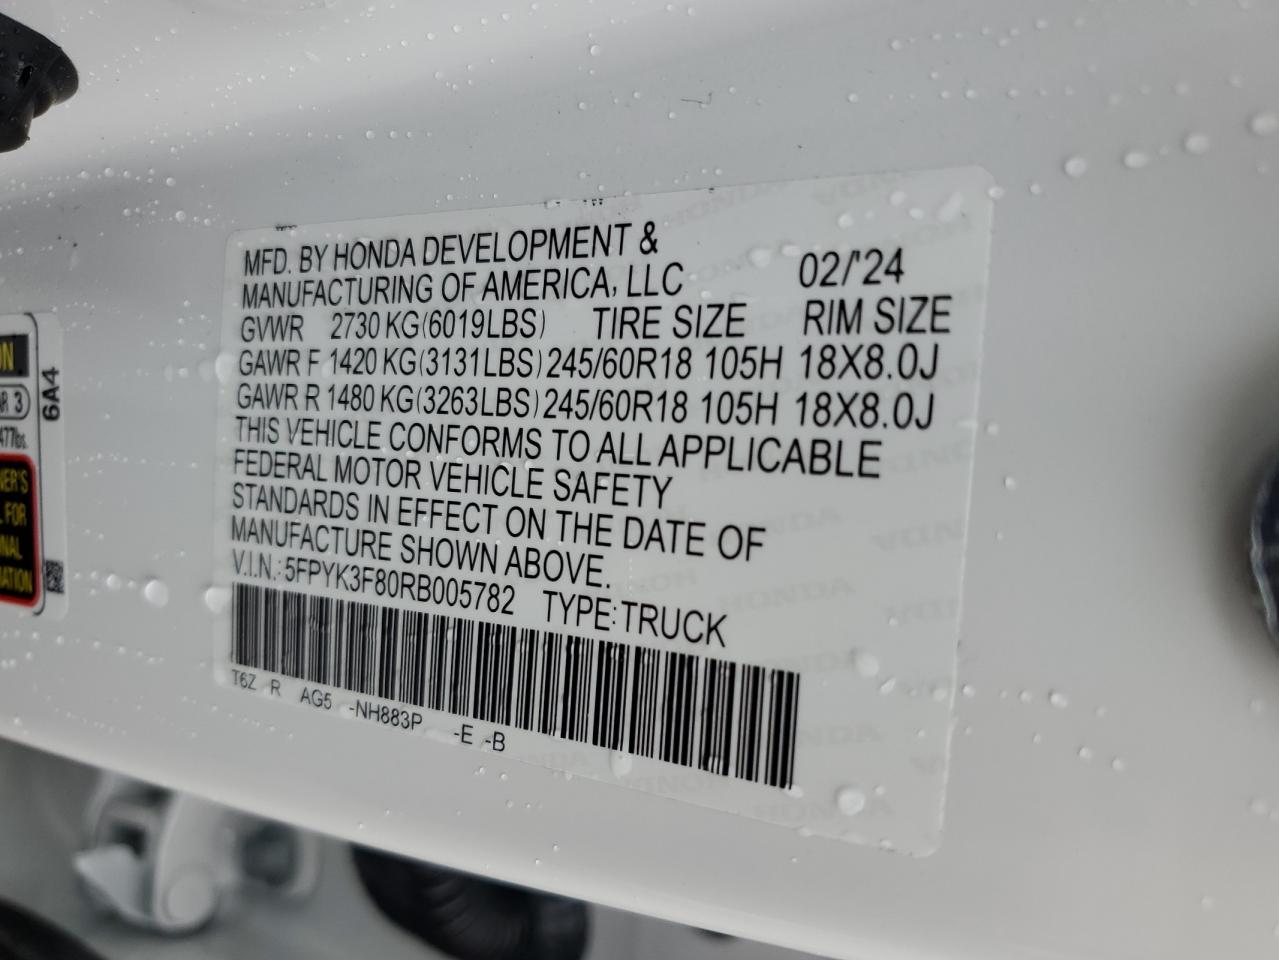 MFD. BY HONDA DEVELOPMENT &
MANUFACTURING OF AMERICA, LLC 02/'24
GVWR 2730 KG(6019LBS) TIRE SIZE RIM SIZE
GAWR F 1420 KG(3131LBS) 245/60R18 105H 18X8.0J
GAWR R 1480 KG(3263LBS) 245/60R18 105H 18X8.0J
THIS VEHICLE CONFORMS TO ALL APPLICABLE
FEDERAL MOTOR VEHICLE SAFETY
STANDARDS IN EFFECT ON THE DATE OF
MANUFACTURE SHOWN ABOVE.
V.I.N.: 5FPYK3F80RB005782 TYPE:TRUCK
T6Z R AG5 -NH883P -E -B
6A4
3
477lbs.
FOR